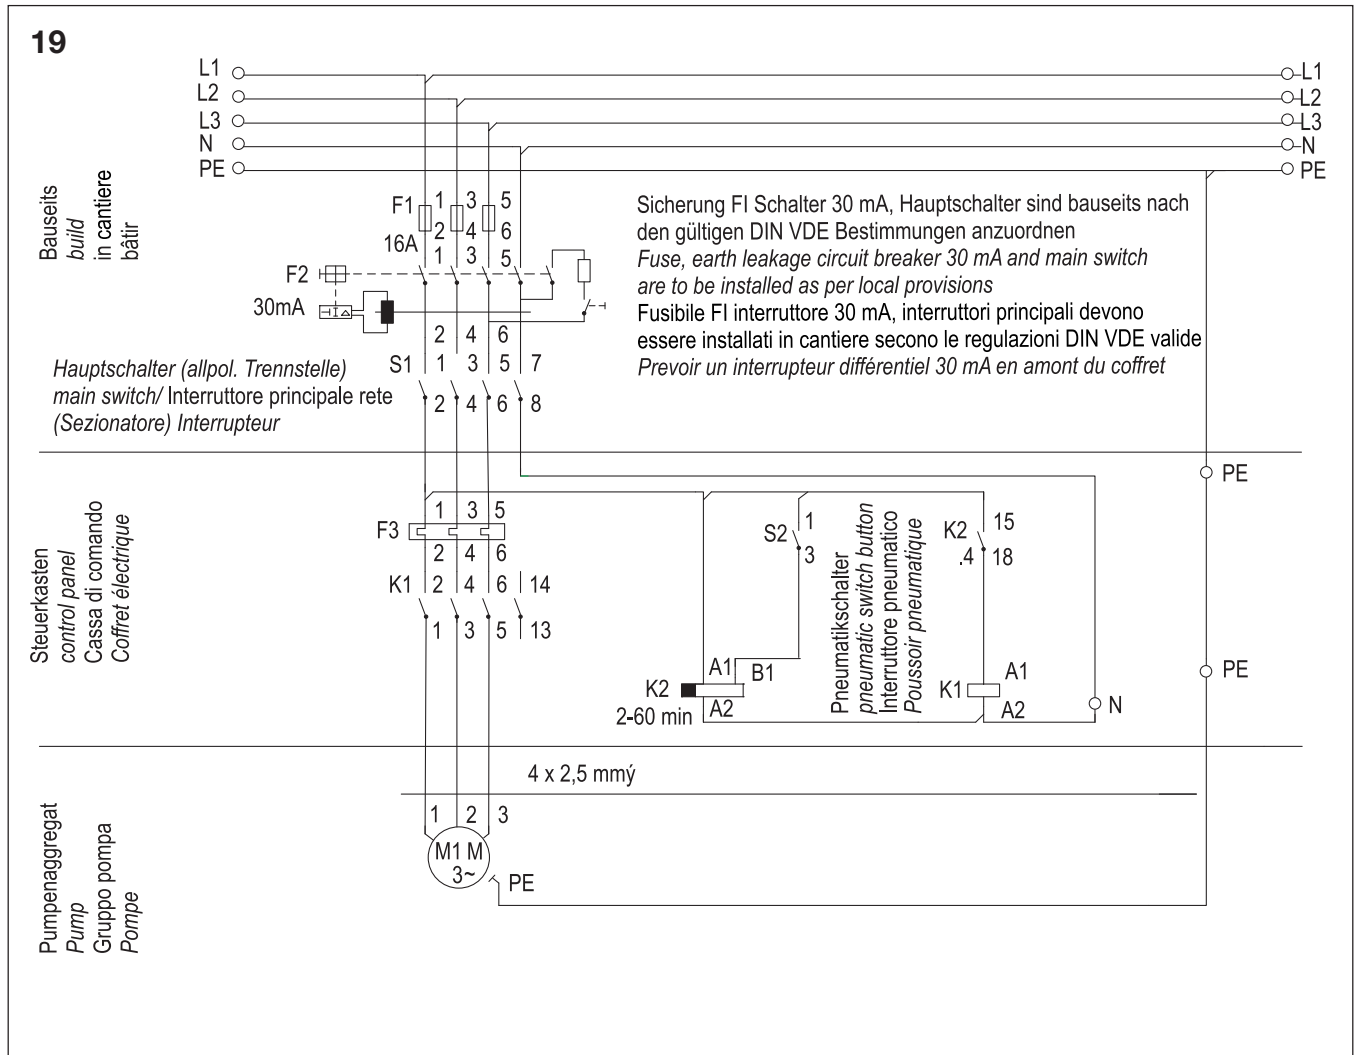 19
L1 L1
L2 L2
L3 L3
N N
PE PE
Bauseits
build
in cantiere
bâtir
F1 1 3 5
2 4 6
16A
1 3 5
F2
30mA
2 4 6
Sicherung FI Schalter 30 mA, Hauptschalter sind bauseits nach
den gültigen DIN VDE Bestimmungen anzuordnen
Fuse, earth leakage circuit breaker 30 mA and main switch
are to be installed as per local provisions
Fusibile FI interruttore 30 mA, interruttori principali devono
essere installati in cantiere secono le regulazioni DIN VDE valide
Prevoir un interrupteur différentiel 30 mA en amont du coffret
Hauptschalter (allpol. Trennstelle)
main switch/ Interruttore principale rete
(Sezionatore) Interrupteur
S1 1 3 5 7
2 4 6 8
PE
Steuerkasten
control panel
Cassa di comando
Coffret électrique
1 3 5
F3
2 4 6
K1 2 4 6 14
1 3 5 13
S2 1
3
K2 15
.4 18
Pneumatikschalter
pneumatic switch button
Interruttore pneumatico
Poussoir pneumatique
A1 B1
K2
2-60 min A2
K1 A1
A2
N
PE
4 x 2,5 mmý
Pumpenaggregat
Pump
Gruppo pompa
Pompe
1 2 3
M1 M
3~
PE